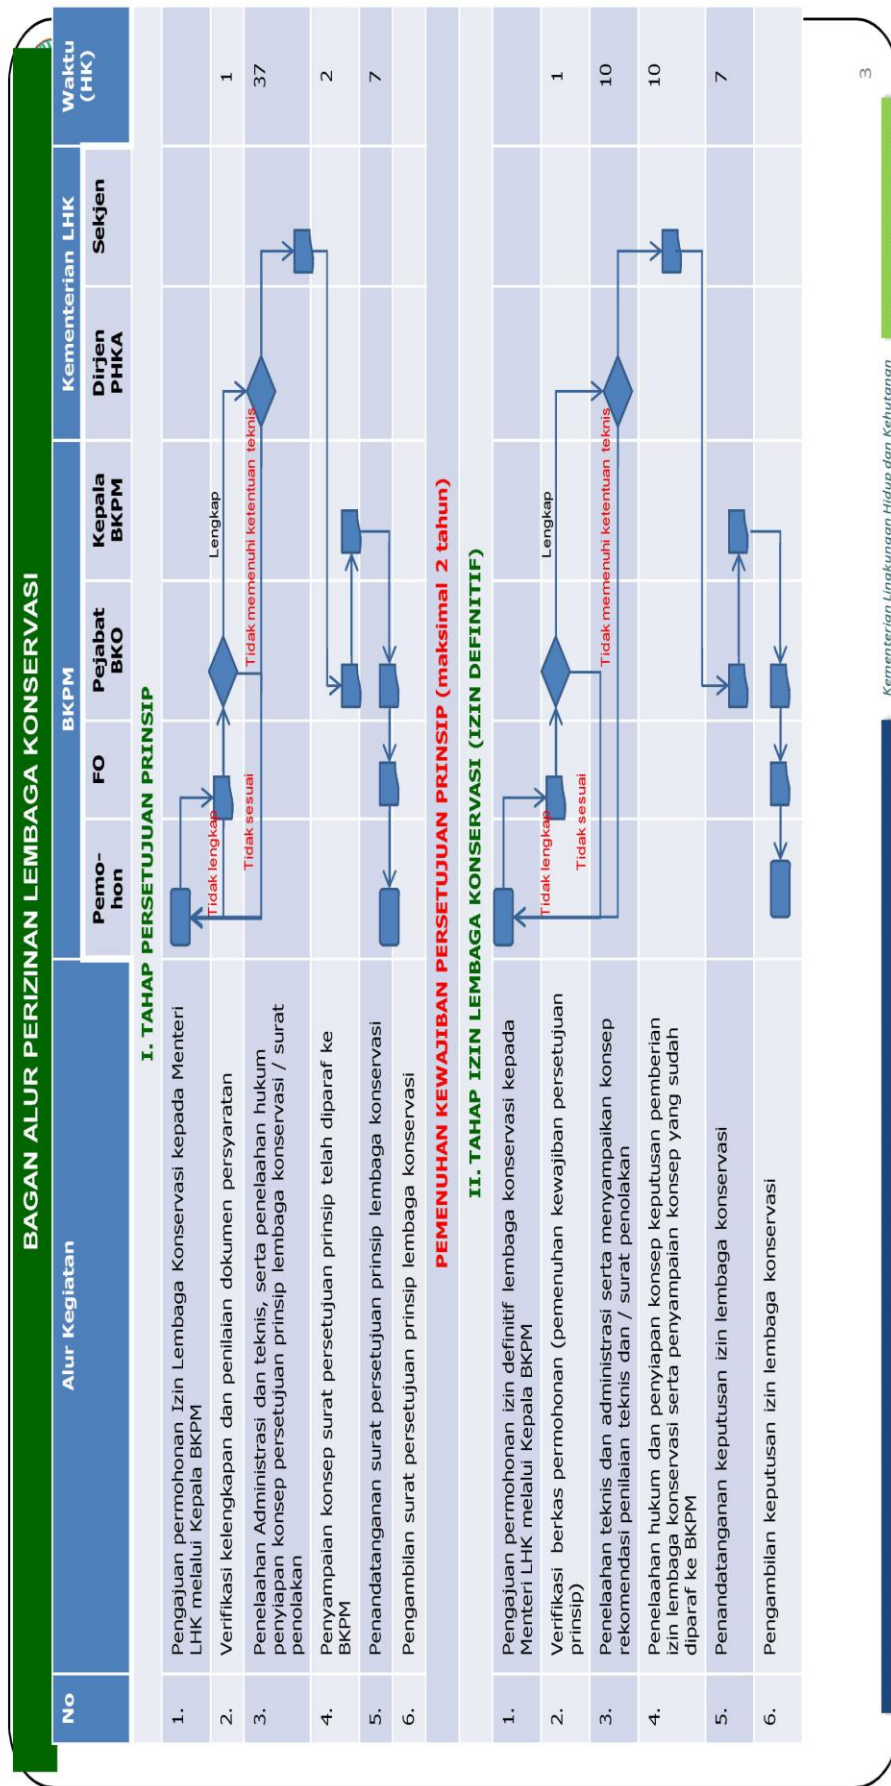 BAGAN ALUR PERIZINAN LEMBAGA KONSERVASI
No
Alur Kegiatan
BKPM
Kementerian LHK
Waktu
(HK)
Pemo-
hon
FO
Pejabat
BKO
Kepala
BKPM
Dirjen
PHKA
Sekjen
I. TAHAP PERSETUJUAN PRINSIP
1.
Pengajuan permohonan Izin Lembaga Konservasi kepada Menteri
LHK melalui Kepala BKPM
2.
Verifikasi kelengkapan dan penilaian dokumen persyaratan
Tidak lengkap
Lengkap
1
3.
Penelaahan Administrasi dan teknis, serta penelaahan hukum
penyiapan konsep persetujuan prinsip lembaga konservasi / surat
penolakan
Tidak sesuai
Tidak memenuhi ketentuan teknis
37
4.
Penyampaian konsep surat persetujuan prinsip telah diparaf ke
BKPM
2
5.
Penandatanganan surat persetujuan prinsip lembaga konservasi
7
6.
Pengambilan surat persetujuan prinsip lembaga konservasi
PEMENUHAN KEWAJIBAN PERSETUJUAN PRINSIP (maksimal 2 tahun)
II. TAHAP IZIN LEMBAGA KONSERVASI (IZIN DEFINITIF)
1.
Pengajuan permohonan izin definitif lembaga konservasi kepada
Menteri LHK melalui Kepala BKPM
2.
Verifikasi berkas permohonan (pemenuhan kewajiban persetujuan
prinsip)
Tidak lengkap
Lengkap
1
3.
Penelaahan teknis dan administrasi serta menyampaikan konsep
rekomendasi penilaian teknis dan / surat penolakan
Tidak sesuai
Tidak memenuhi ketentuan teknis
10
4.
Penelaahan hukum dan penyiapan konsep keputusan pemberian
izin lembaga konservasi serta penyampaian konsep yang sudah
diparaf ke BKPM
10
5.
Penandatanganan keputusan izin lembaga konservasi
7
6.
Pengambilan keputusan izin lembaga konservasi
Kementerian Lingkungan Hidup dan Kehutanan
3